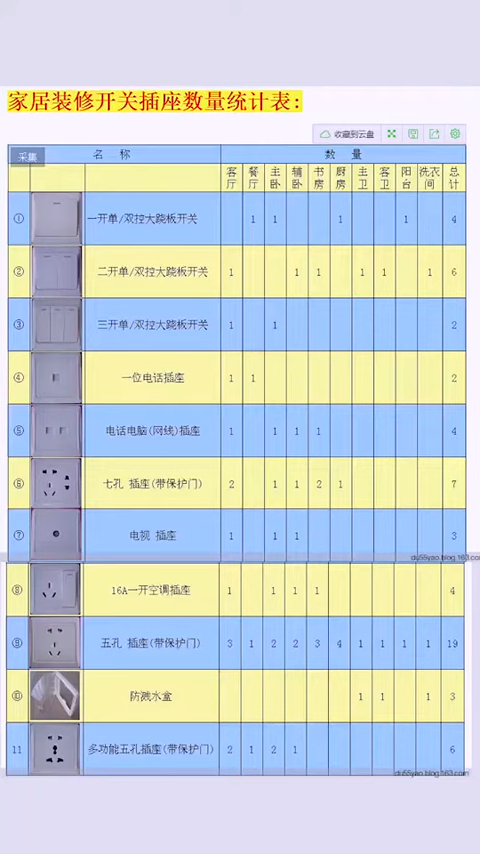 家居装修开关插座数量统计表:
收藏到云盘
采集
名 称 数 量
客厅 餐厅 主卧 辅卧 书房 厨房 主卫 客卫 阳台 洗衣间 总计
① 一开单/双控大跷板开关 1 1 1 1 4
② 二开单/双控大跷板开关 1 1 1 1 1 1 6
③ 三开单/双控大跷板开关 1 1 2
④ 一位电话插座 1 1 2
⑤ 电话电脑(网线)插座 1 1 1 1 4
⑥ 七孔 插座(带保护门) 2 1 1 2 1 7
⑦ 电视 插座 1 1 1 3
du55yao.blog.163.com
⑧ 16A一开空调插座 1 1 1 1 4
⑨ 五孔 插座(带保护门) 3 1 2 2 3 4 1 1 1 1 19
⑩ 防溅水盒 1 1 1 3
11 多功能五孔插座(带保护门) 2 1 2 1 6
du55yao.blog.163.com